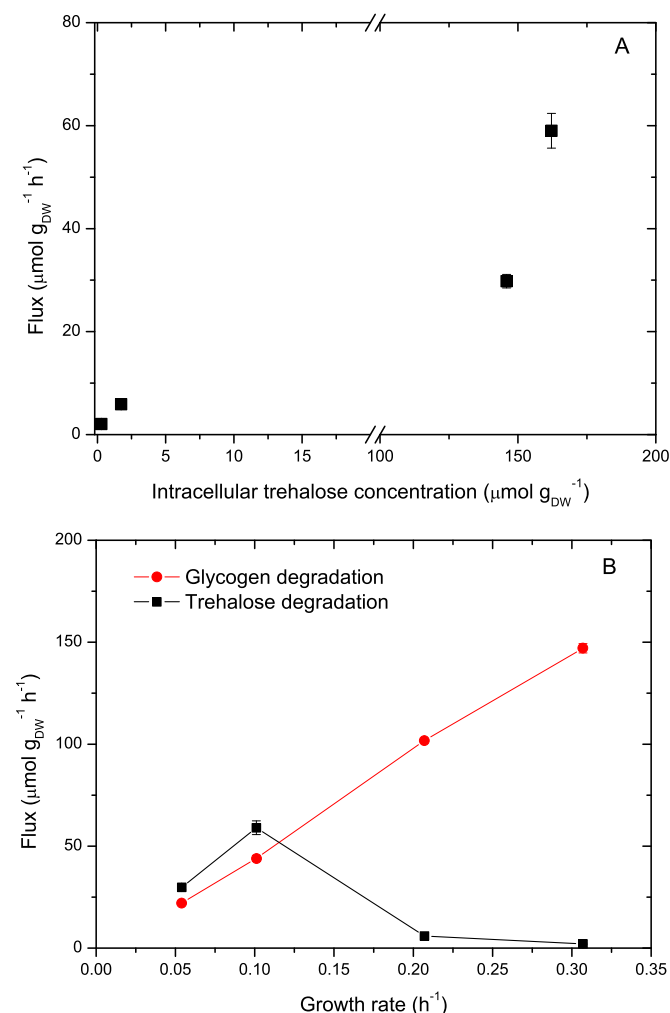 A
80
60
40
20
0
Flux (μmol g_DW^-1 h^-1)
0 5 10 15 20 100 150 200
Intracellular trehalose concentration (μmol g_DW^-1)
B
Glycogen degradation
Trehalose degradation
200
150
100
50
0
Flux (μmol g_DW^-1 h^-1)
0.00 0.05 0.10 0.15 0.20 0.25 0.30 0.35
Growth rate (h^-1)